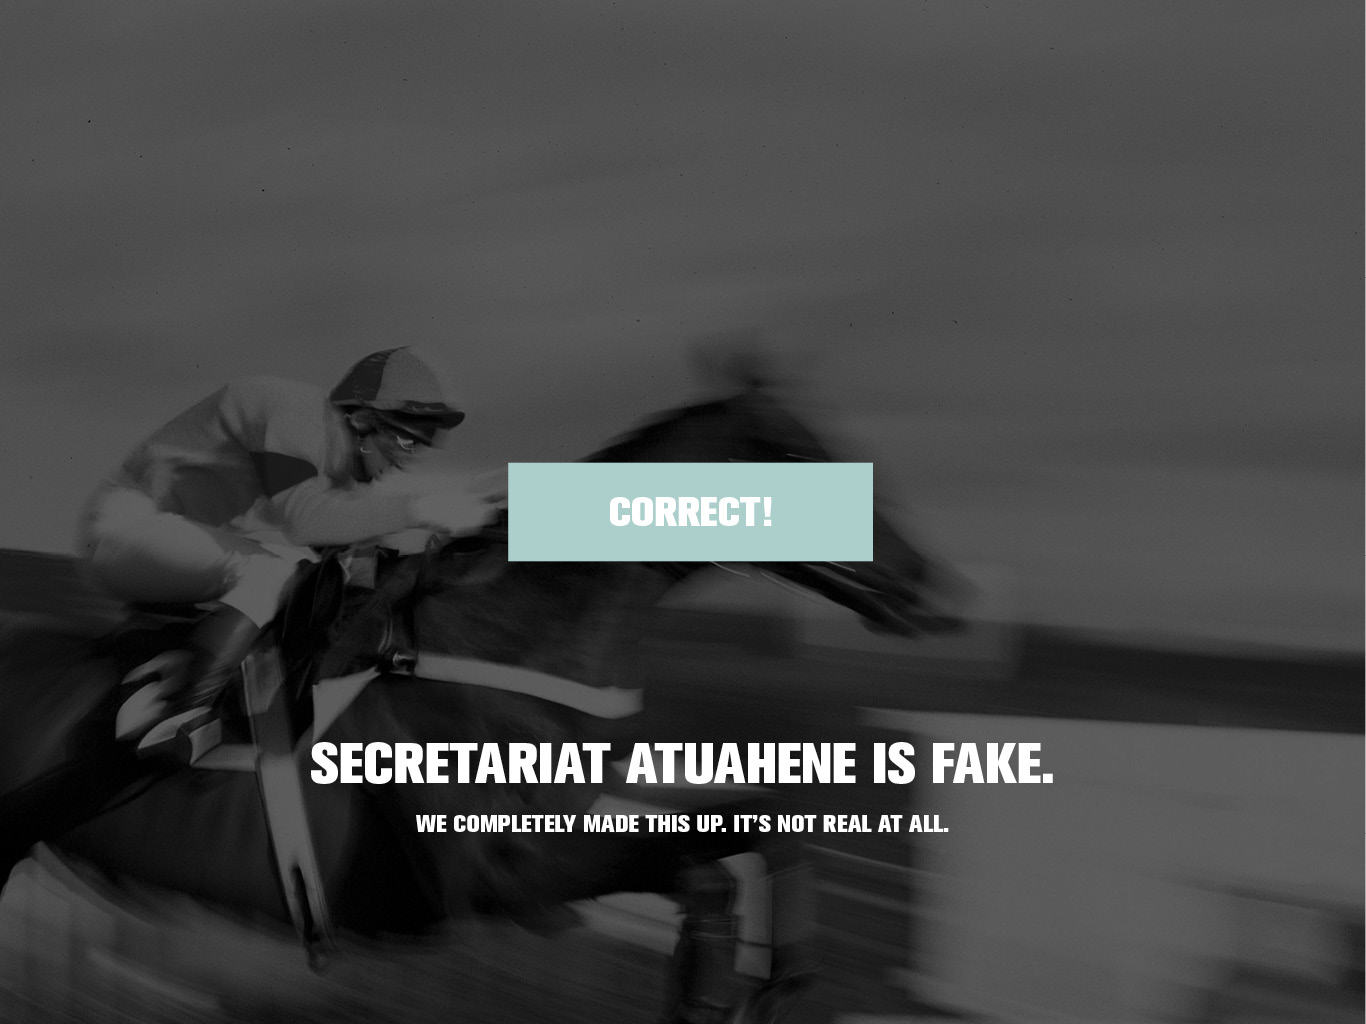 CORRECT!
SECRETARIAT ATUAHENE IS FAKE.
WE COMPLETELY MADE THIS UP. IT’S NOT REAL AT ALL.